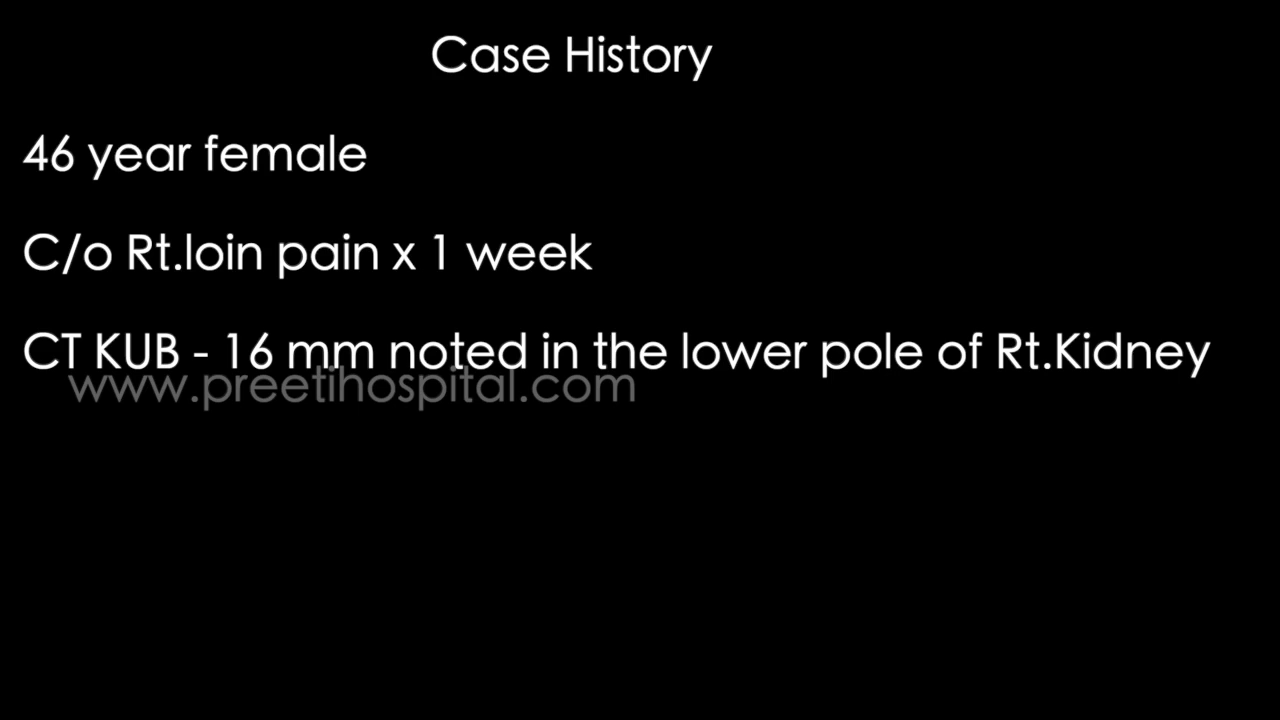 Case History
46 year female
C/o Rt.loin pain x 1 week
CT KUB - 16 mm noted in the lower pole of Rt.Kidney
www.preetihospital.com